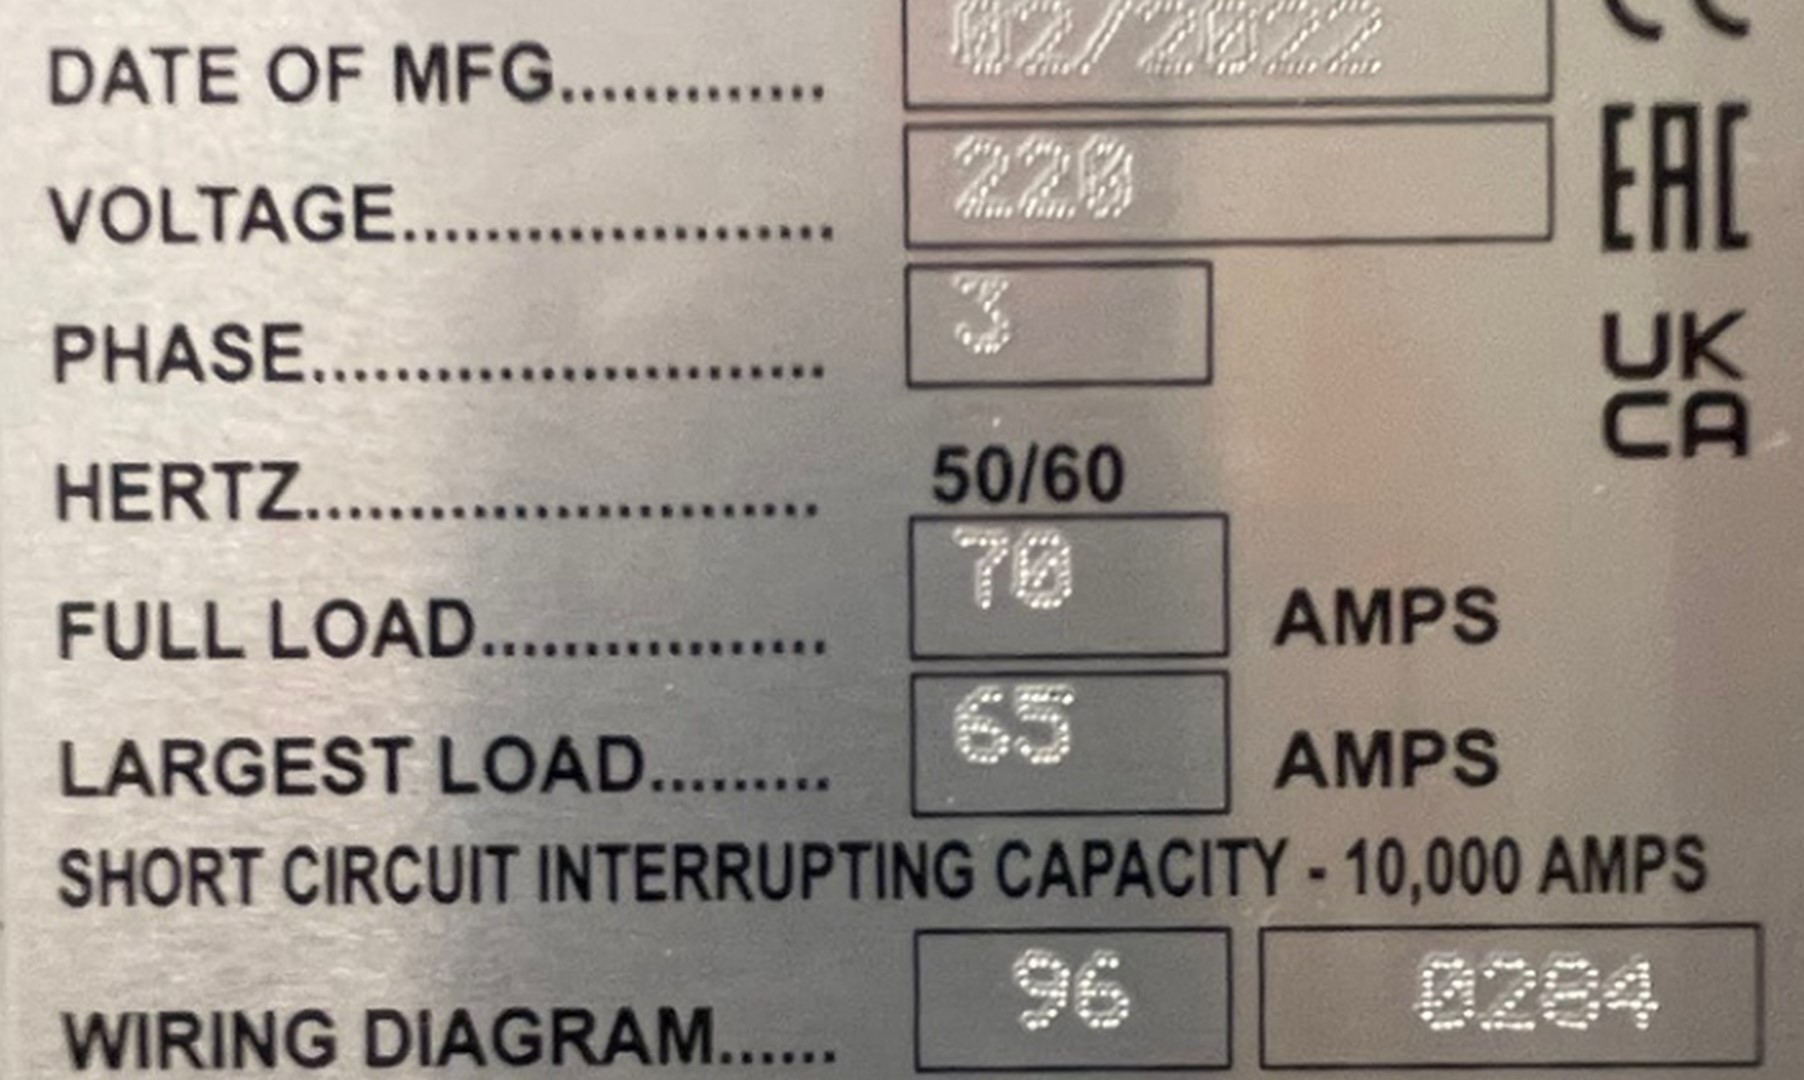 DATE OF MFG............. 02/2022
VOLTAGE..................... 220
EAC
PHASE......................... 3
UK
CA
HERTZ......................... 50/60
FULL LOAD................. 70 AMPS
LARGEST LOAD......... 65 AMPS
SHORT CIRCUIT INTERRUPTING CAPACITY - 10,000 AMPS
WIRING DIAGRAM...... 96 0284